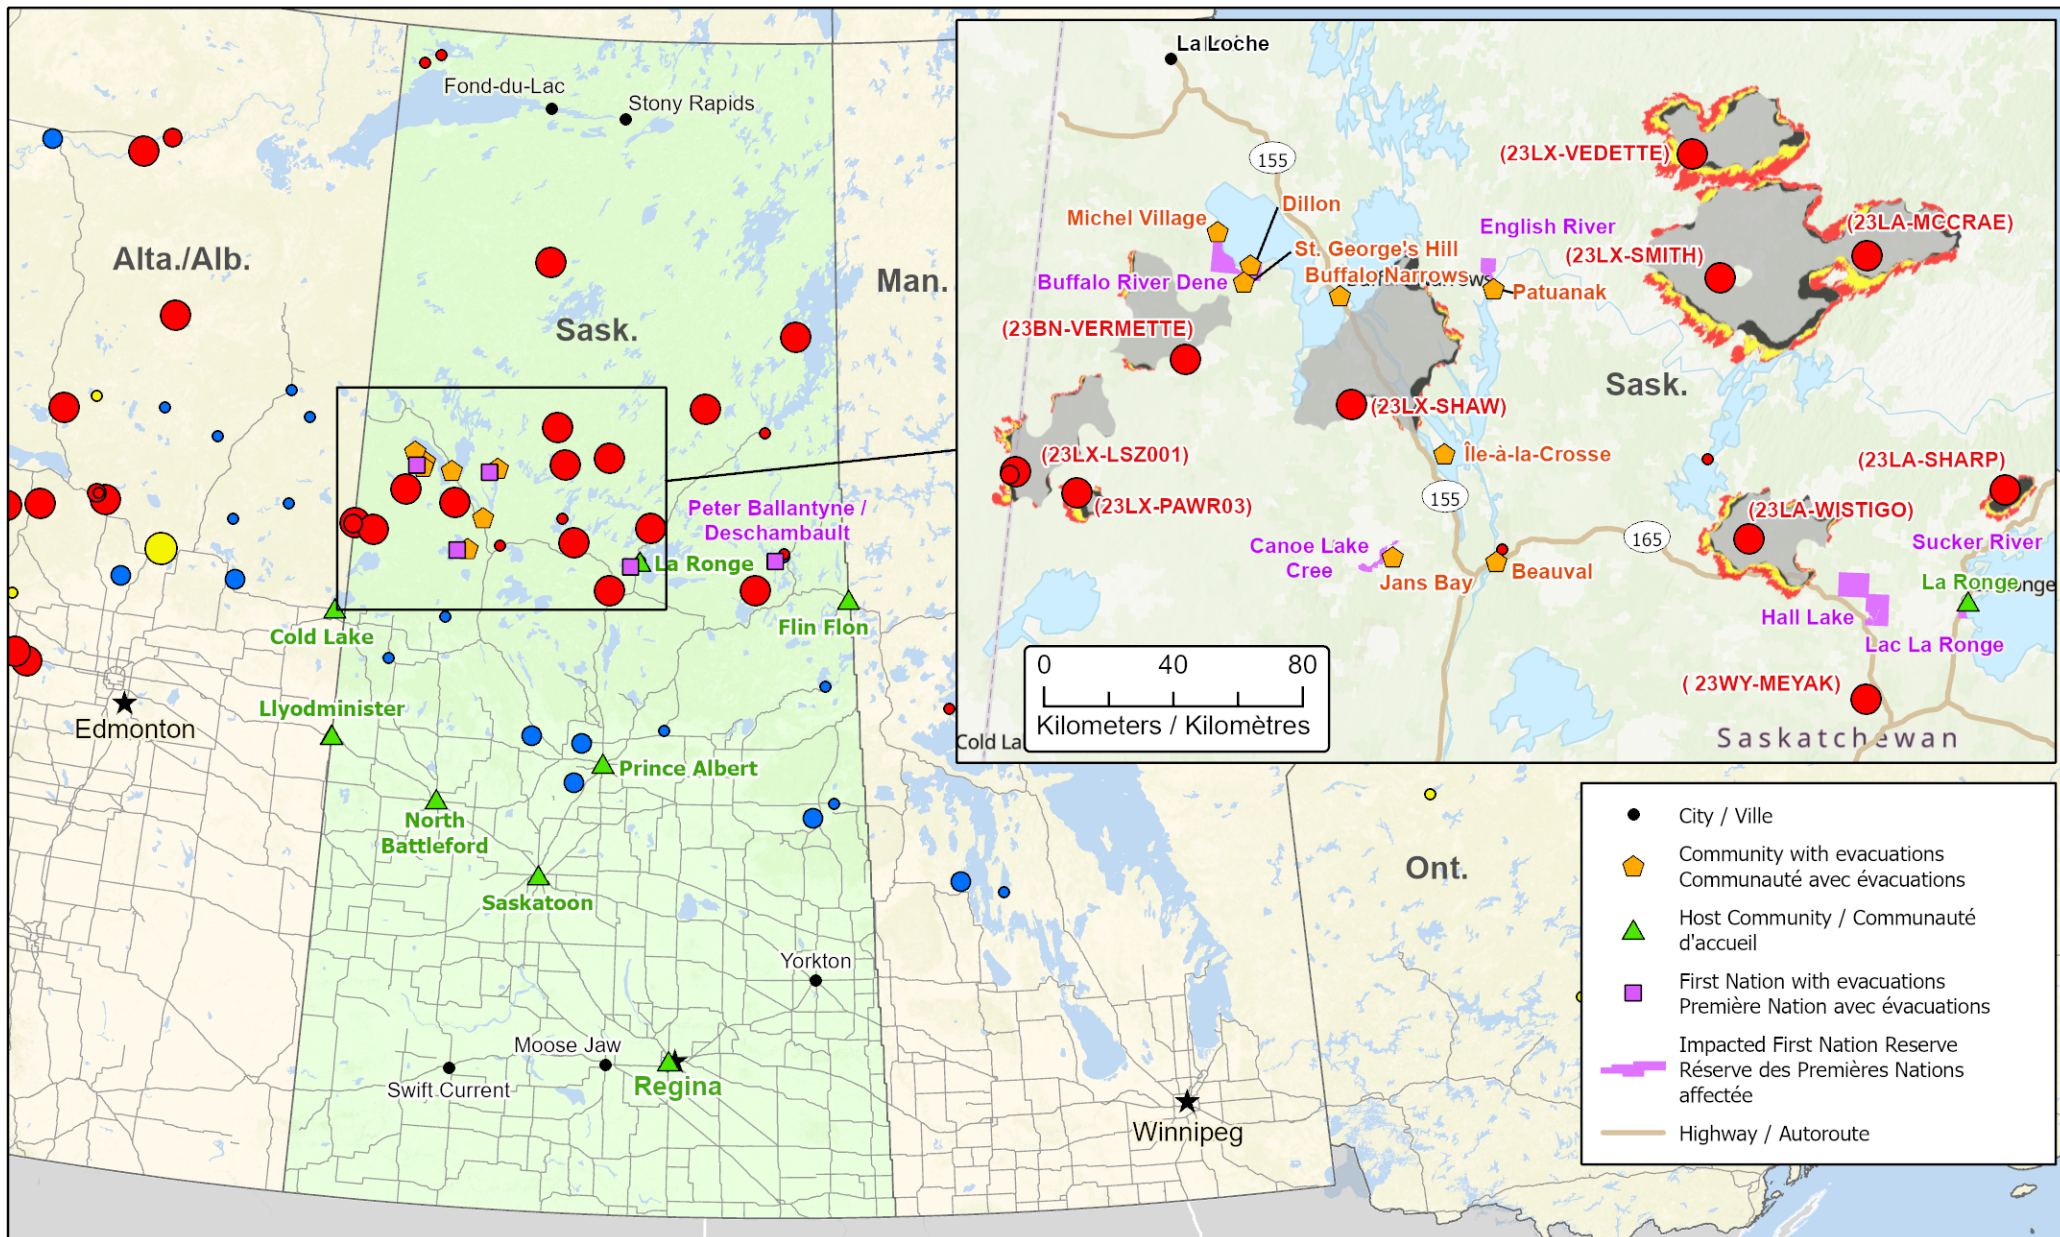 Fond-du-Lac
Stony Rapids
Alta./Alb.
Sask.
Man.
Peter Ballantyne /
Deschambault
La Ronge
Cold Lake
Flin Flon
Llyodminister
Edmonton
Prince Albert
North
Battleford
Saskatoon
Yorkton
Moose Jaw
Swift Current
Regina
Winnipeg
Ont.
La Loche
155
(23LX-VEDETTE)
Dillon
Michel Village
English River
(23LA-MCCRAE)
St. George's Hill
(23LX-SMITH)
Buffalo Narrows
Buffalo River Dene
Patuanak
(23BN-VERMETTE)
Sask.
(23LX-SHAW)
(23LX-LSZ001)
Île-à-la-Crosse
(23LA-SHARP)
155
(23LX-PAWR03)
(23LA-WISTIGO)
165
Canoe Lake
Cree
Sucker River
Jans Bay
Beauval
La Ronge
Hall Lake
Lac La Ronge
0 40 80
Kilometers / Kilomètres
( 23WY-MEYAK)
Saskatchewan
Cold La
City / Ville
Community with evacuations
Communauté avec évacuations
Host Community / Communauté
d'accueil
First Nation with evacuations
Première Nation avec évacuations
Impacted First Nation Reserve
Réserve des Premières Nations
affectée
Highway / Autoroute